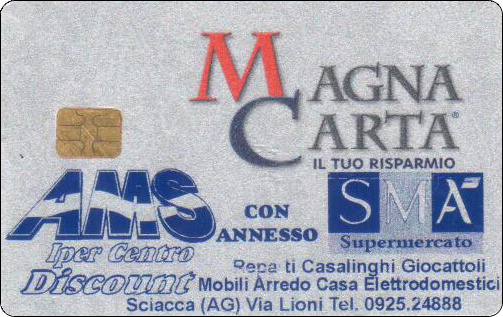 MAGNA
CARTA®
IL TUO RISPARMIO
AMS
Iper Centro
Discount
CON
ANNESSO
SMA
Supermercato
Casalinghi Giocattoli
Mobili Arredo Casa Elettrodomestici
Sciacca (AG) Via Lioni Tel. 0925.24888